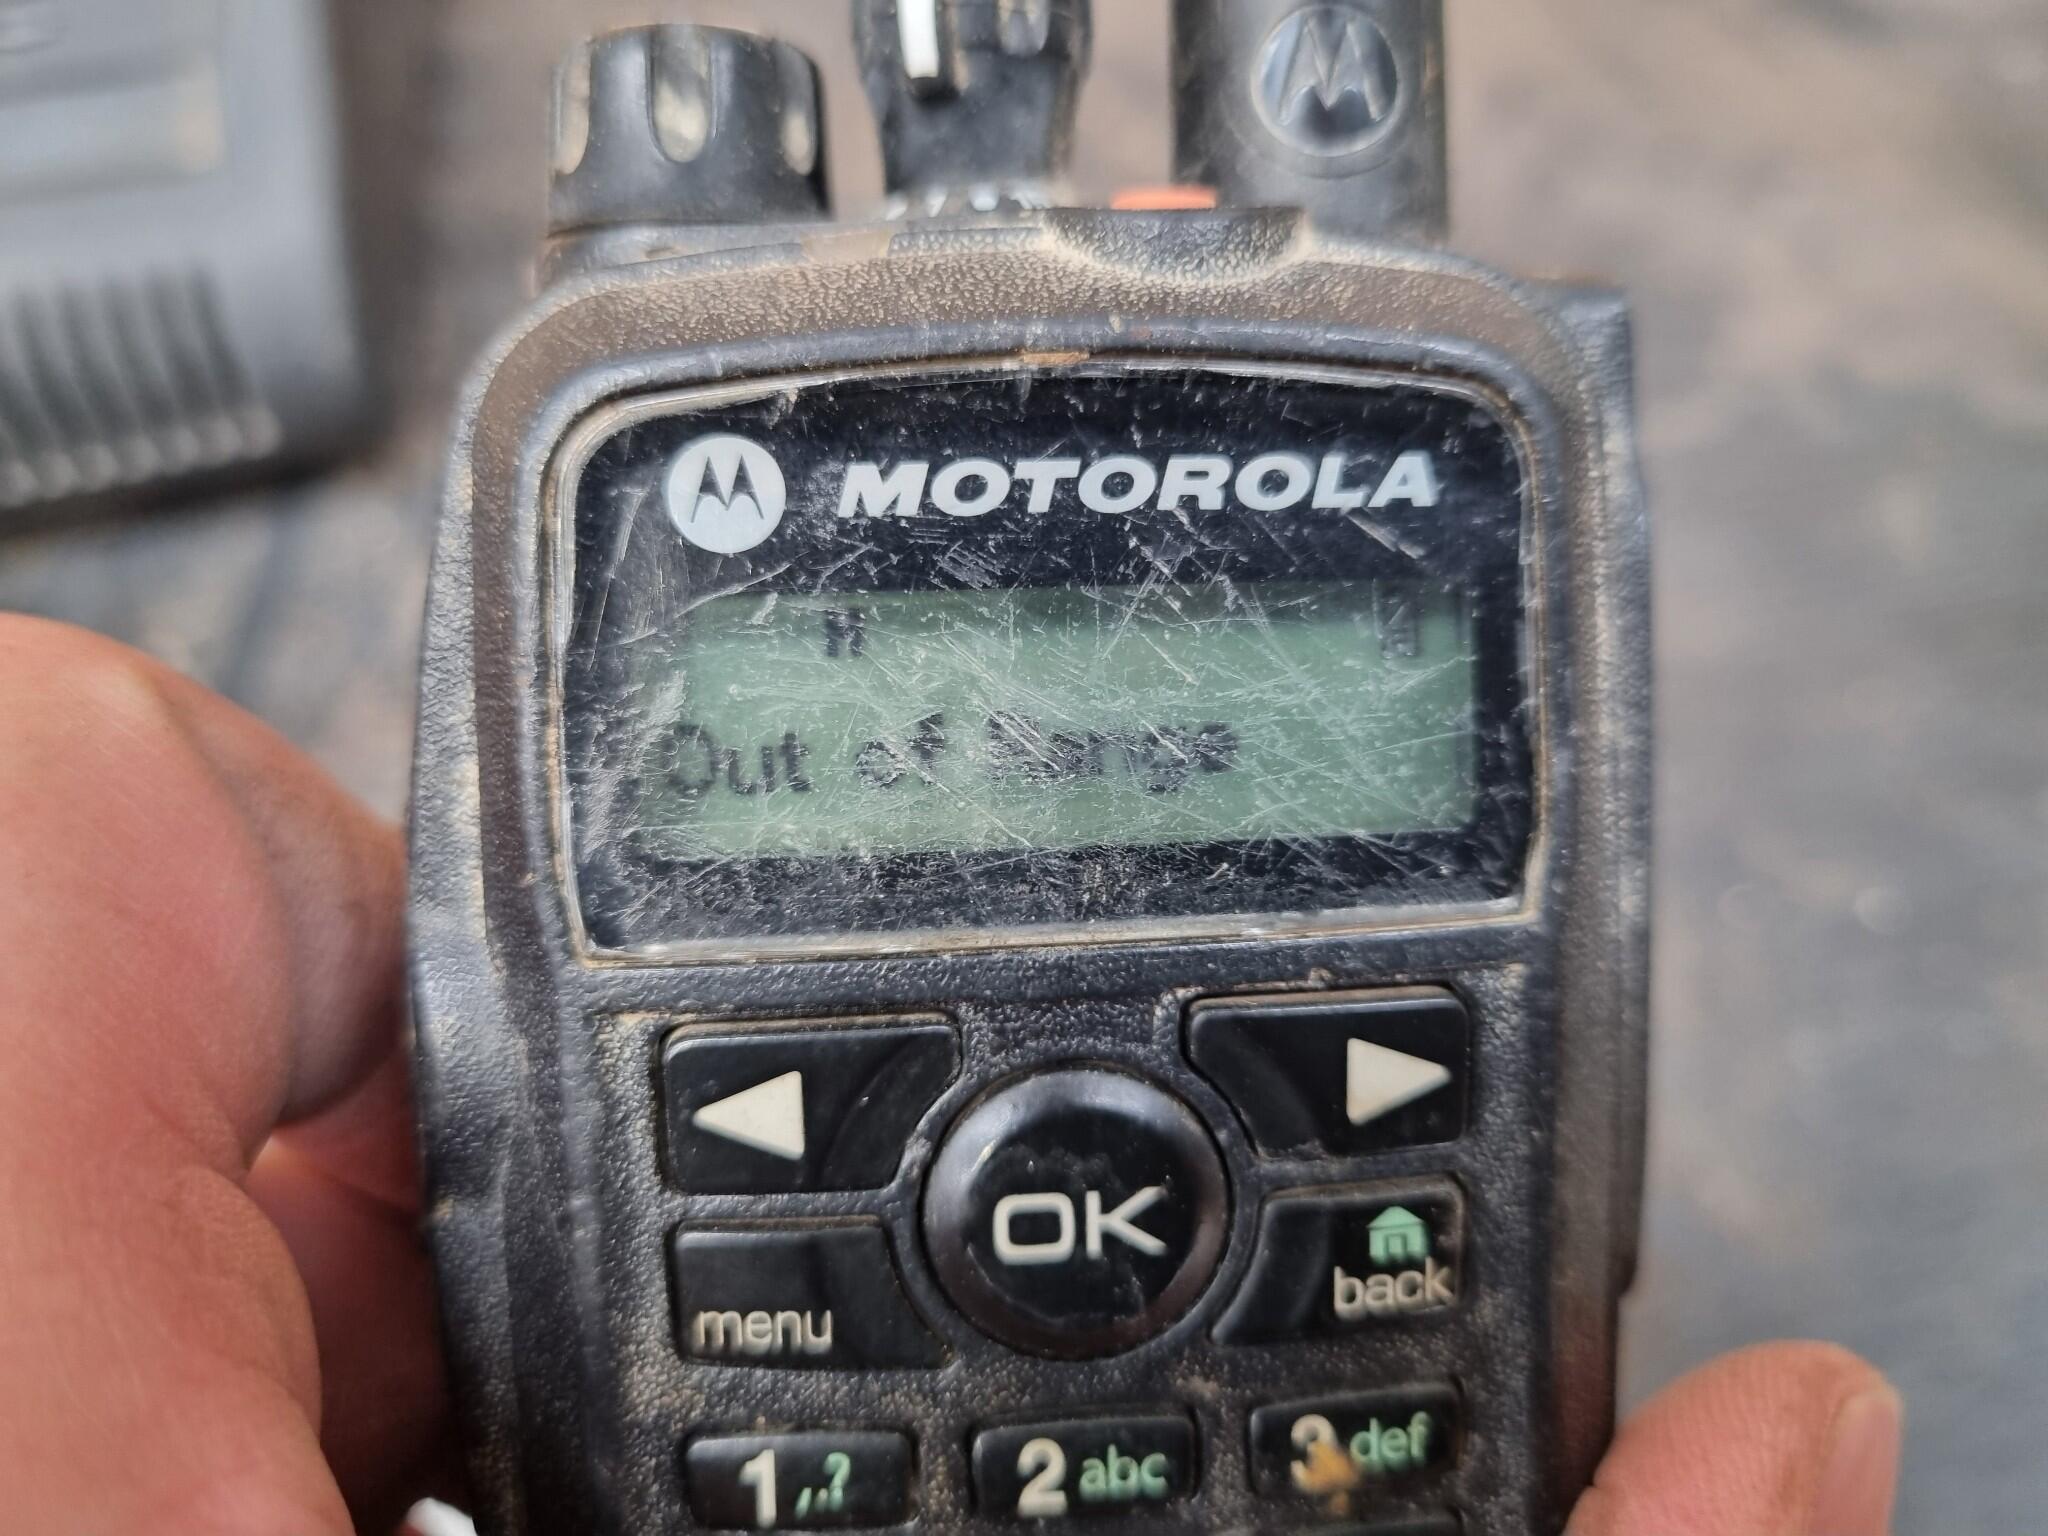 MOTOROLA
Out of Range
OK
back
menu
1 ,.?
2 abc
3 def